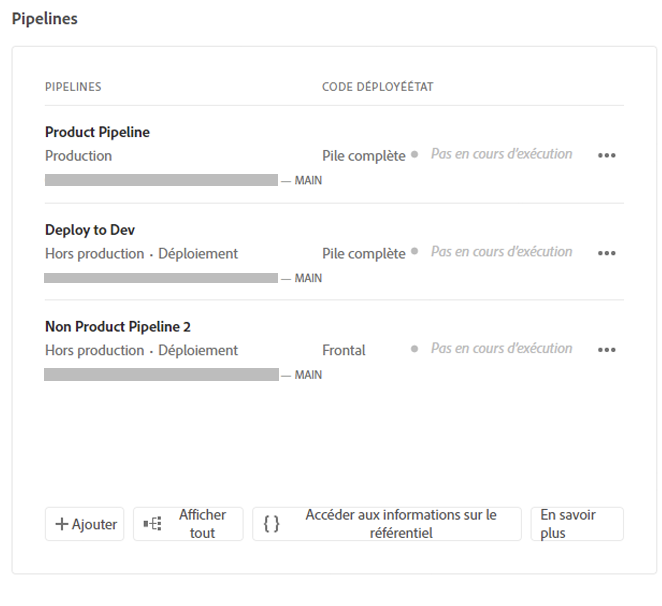 Pipelines
PIPELINES CODE DÉPLOYÉÉTAT
Product Pipeline
Production Pile complète Pas en cours d'exécution
— MAIN
Deploy to Dev
Hors production · Déploiement Pile complète Pas en cours d'exécution
— MAIN
Non Product Pipeline 2
Hors production · Déploiement Frontal Pas en cours d'exécution
— MAIN
Ajouter
Afficher
tout
Accéder aux informations sur le
référentiel
En savoir
plus